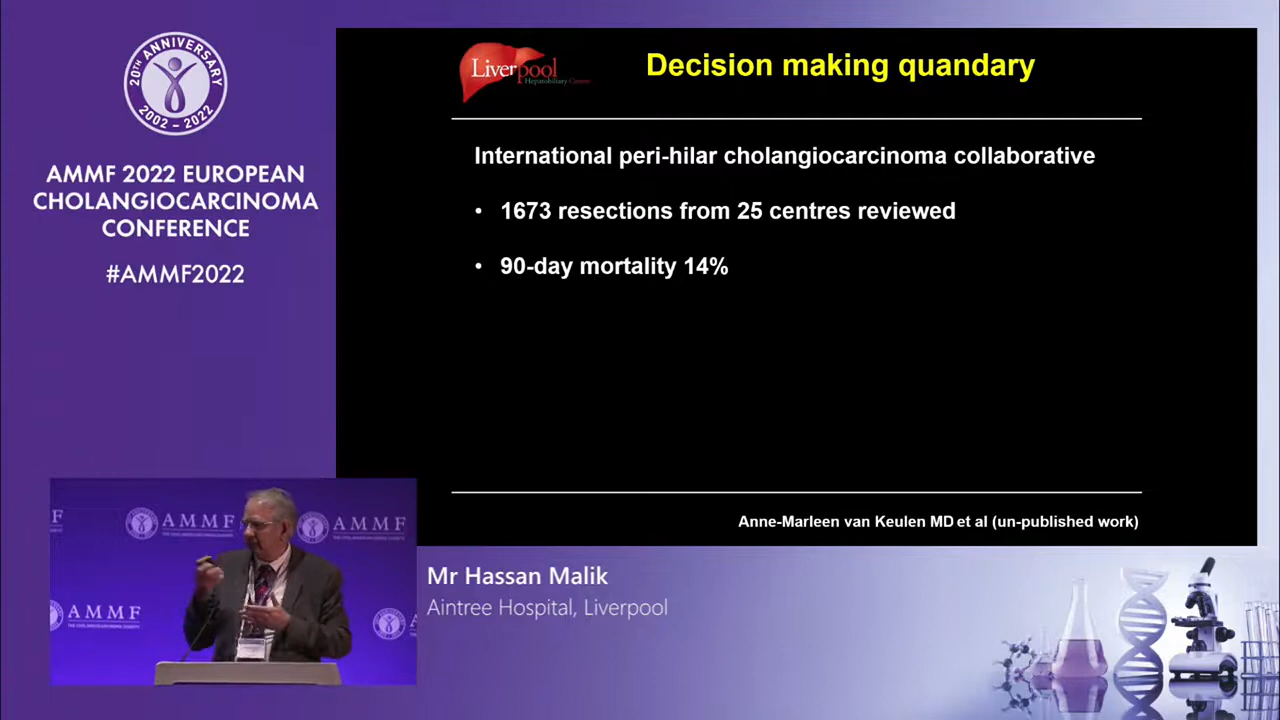 20TH ANNIVERSARY
2002 – 2022
AMMF 2022 EUROPEAN
CHOLANGIOCARCINOMA
CONFERENCE
#AMMF2022
Liverpool
Hepatobiliary Centre
Decision making quandary
International peri-hilar cholangiocarcinoma collaborative
• 1673 resections from 25 centres reviewed
• 90-day mortality 14%
Anne-Marleen van Keulen MD et al (un-published work)
AMMF
AMMF
AMMF
Mr Hassan Malik
Aintree Hospital, Liverpool